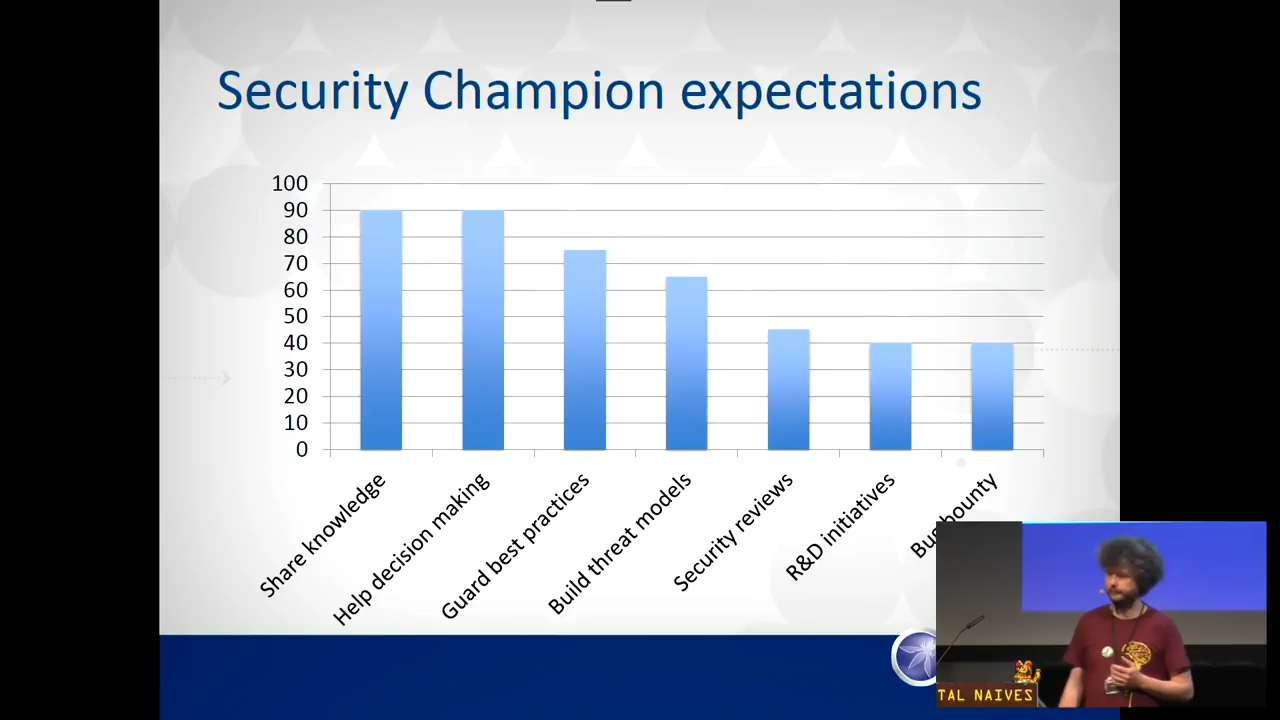 Security Champion expectations
100
90
80
70
60
50
40
30
20
10
0
Share knowledge
Help decision making
Guard best practices
Build threat models
Security reviews
R&D initiatives
bounty
TAL NAIVES